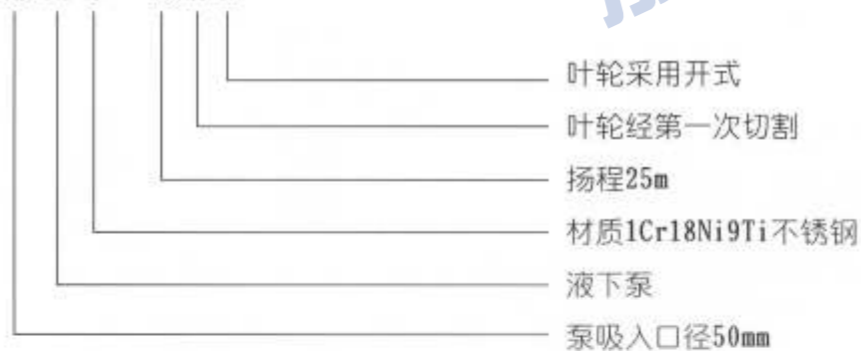 叶轮采用开式
叶轮经第一次切割
扬程25m
材质1Cr18Ni9Ti不锈钢
液下泵
泵吸入口径50mm